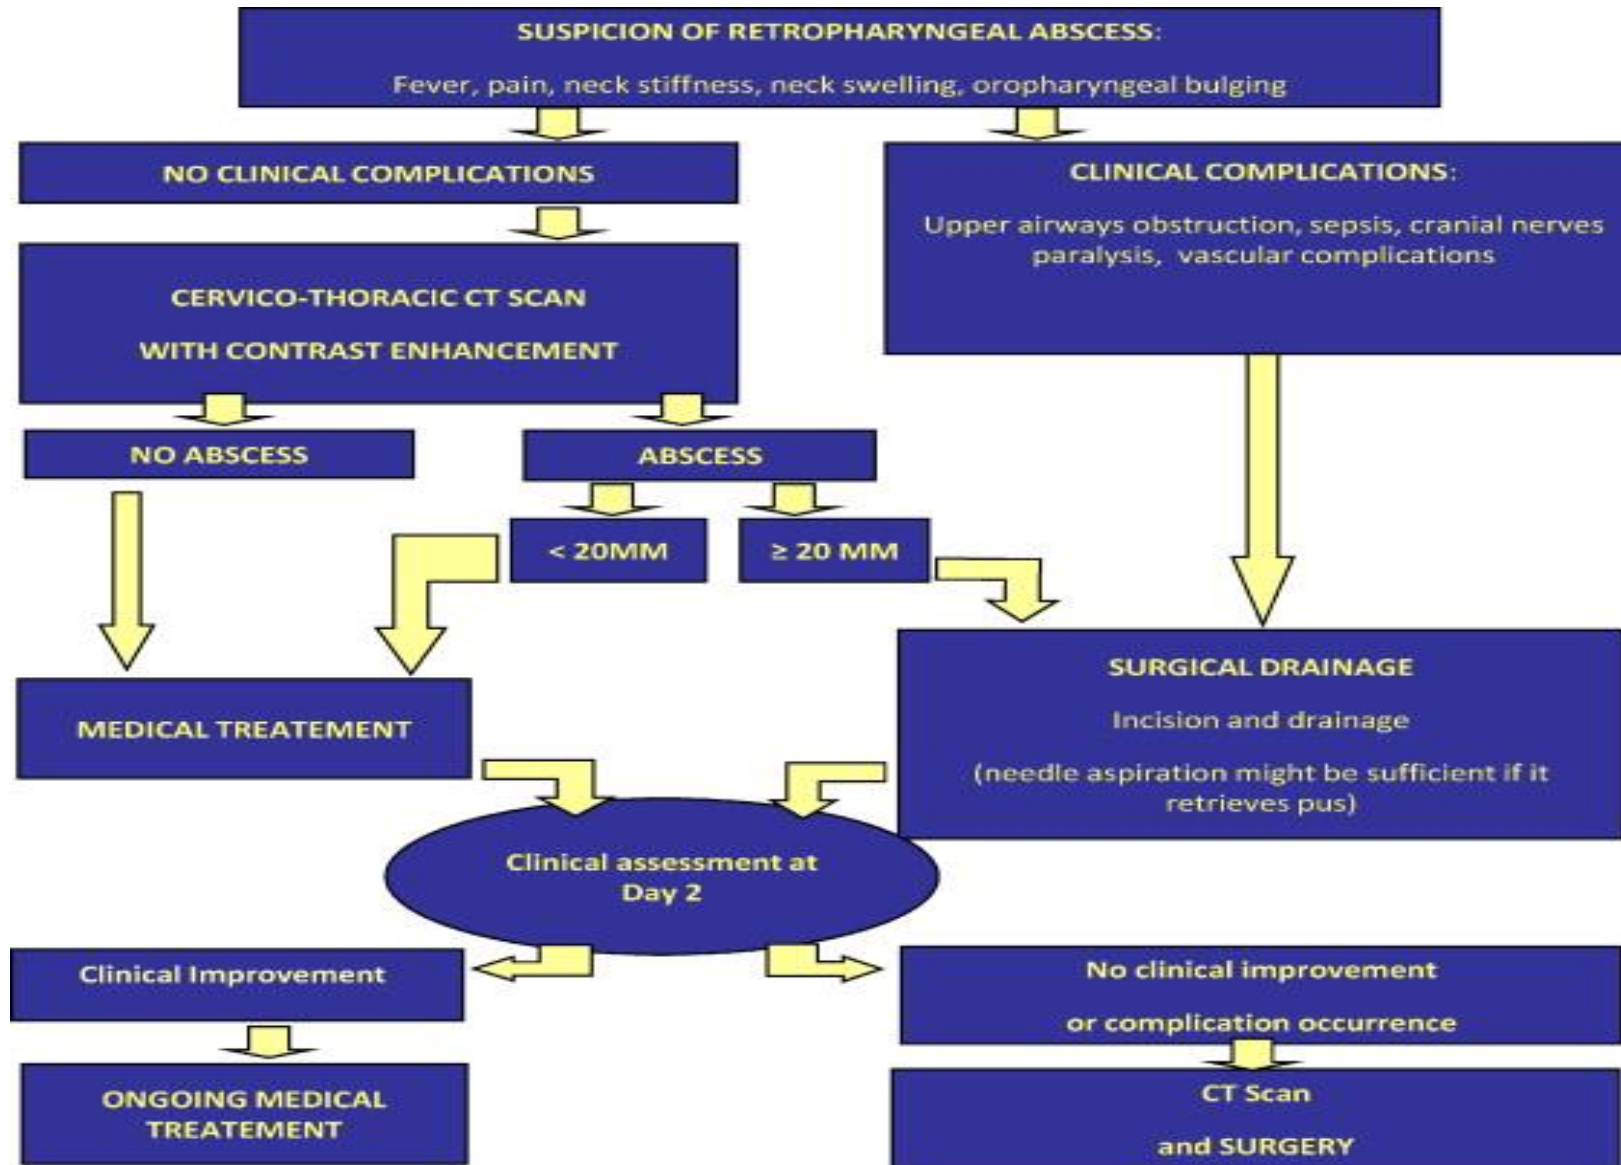 SUSPICION OF RETROPHARYNGEAL ABSCESS:
Fever, pain, neck stiffness, neck swelling, oropharyngeal bulging
NO CLINICAL COMPLICATIONS
CLINICAL COMPLICATIONS:
Upper airways obstruction, sepsis, cranial nerves
paralysis, vascular complications
CERVICO-THORACIC CT SCAN
WITH CONTRAST ENHANCEMENT
NO ABSCESS
ABSCESS
< 20MM
≥ 20 MM
MEDICAL TREATEMENT
SURGICAL DRAINAGE
Incision and drainage
(needle aspiration might be sufficient if it
retrieves pus)
Clinical assessment at
Day 2
Clinical Improvement
No clinical improvement
or complication occurrence
ONGOING MEDICAL
TREATEMENT
CT Scan
and SURGERY